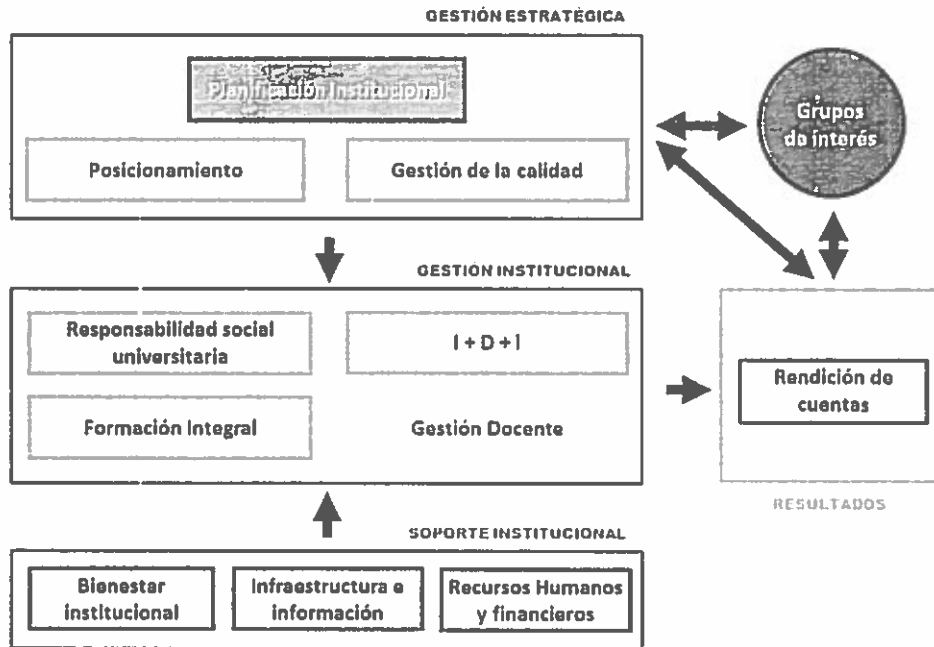 GESTIÓN ESTRATÉGICA
Planificación Institucional
Grupos
de interés
Posicionamiento
Gestión de la calidad
GESTIÓN INSTITUCIONAL
Responsabilidad social
universitaria
I + D + i
Rendición de
cuentas
Formación Integral
Gestión Docente
RESULTADOS
SOPORTE INSTITUCIONAL
Bienestar
institucional
Infraestructura e
información
Recursos Humanos
y financieros